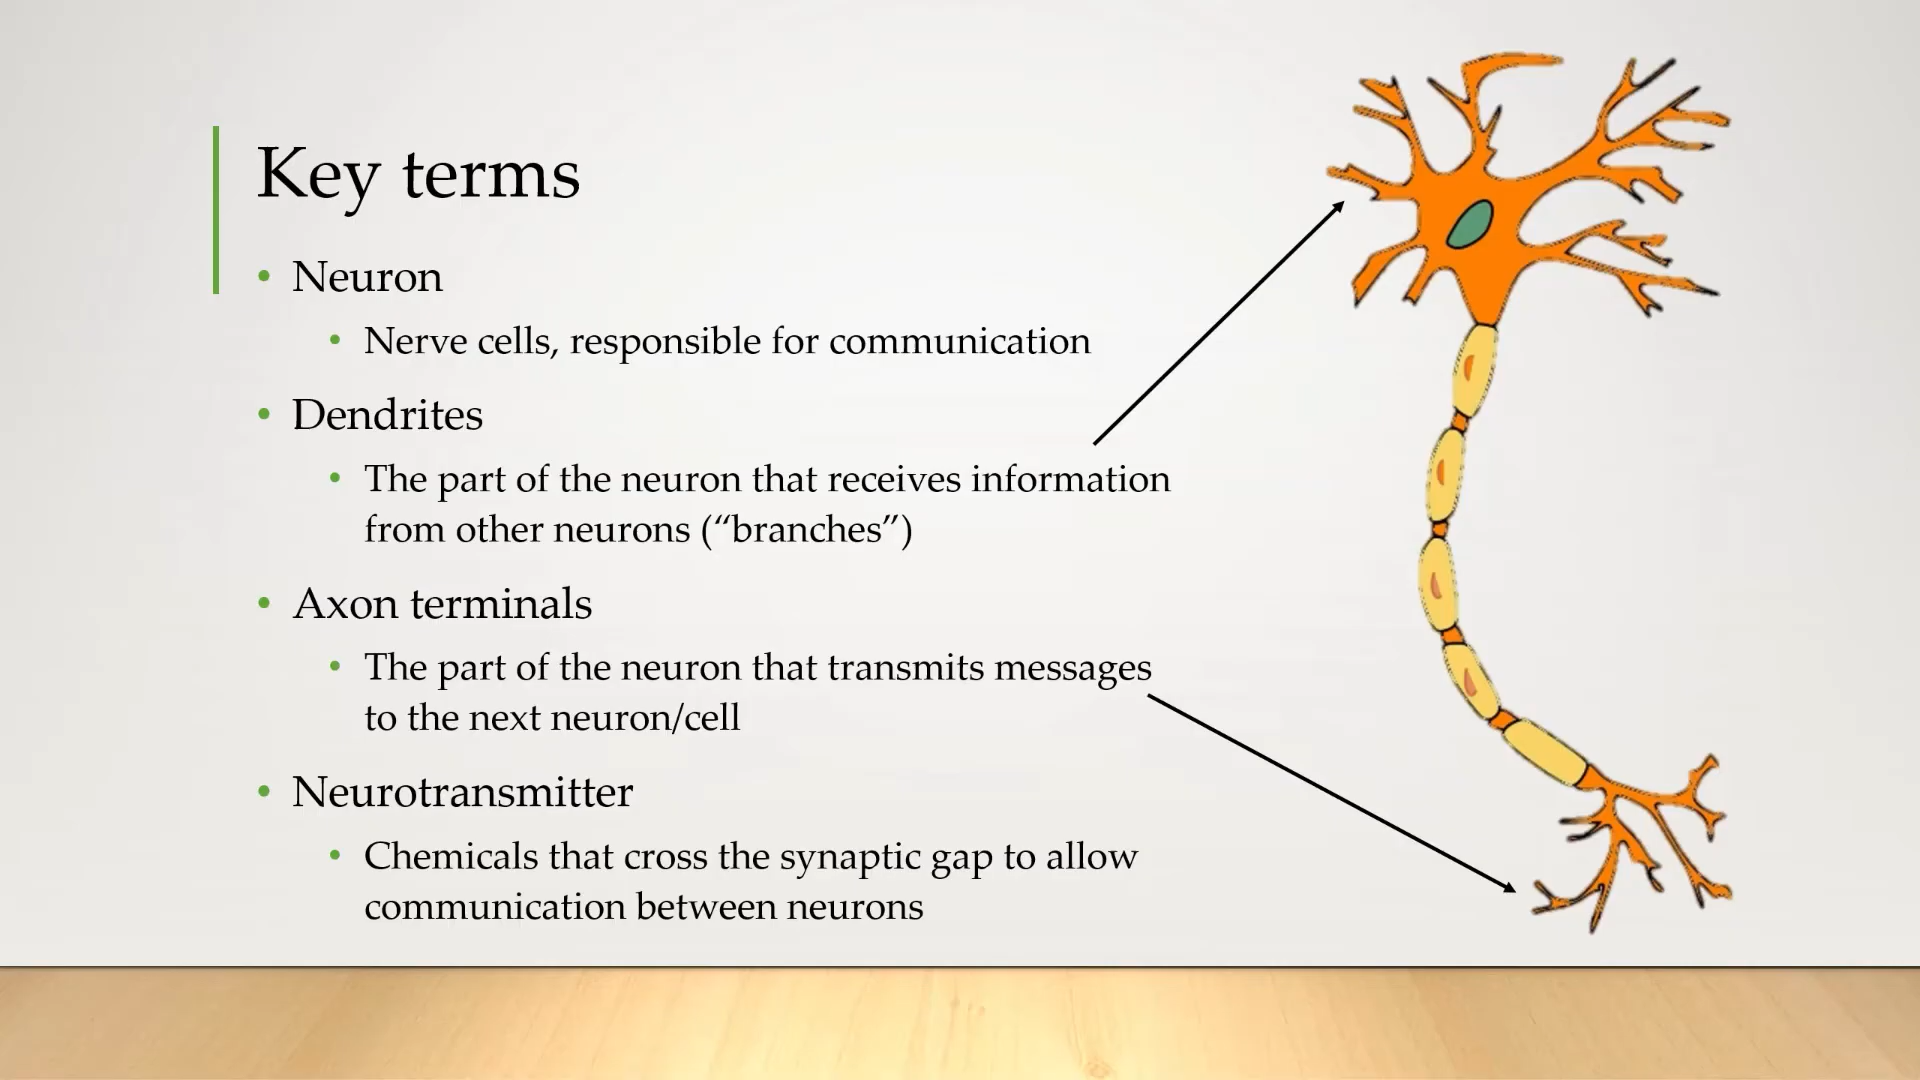 Key terms
• Neuron
• Nerve cells, responsible for communication
• Dendrites
• The part of the neuron that receives information
from other neurons (“branches”)
• Axon terminals
• The part of the neuron that transmits messages
to the next neuron/cell
• Neurotransmitter
• Chemicals that cross the synaptic gap to allow
communication between neurons